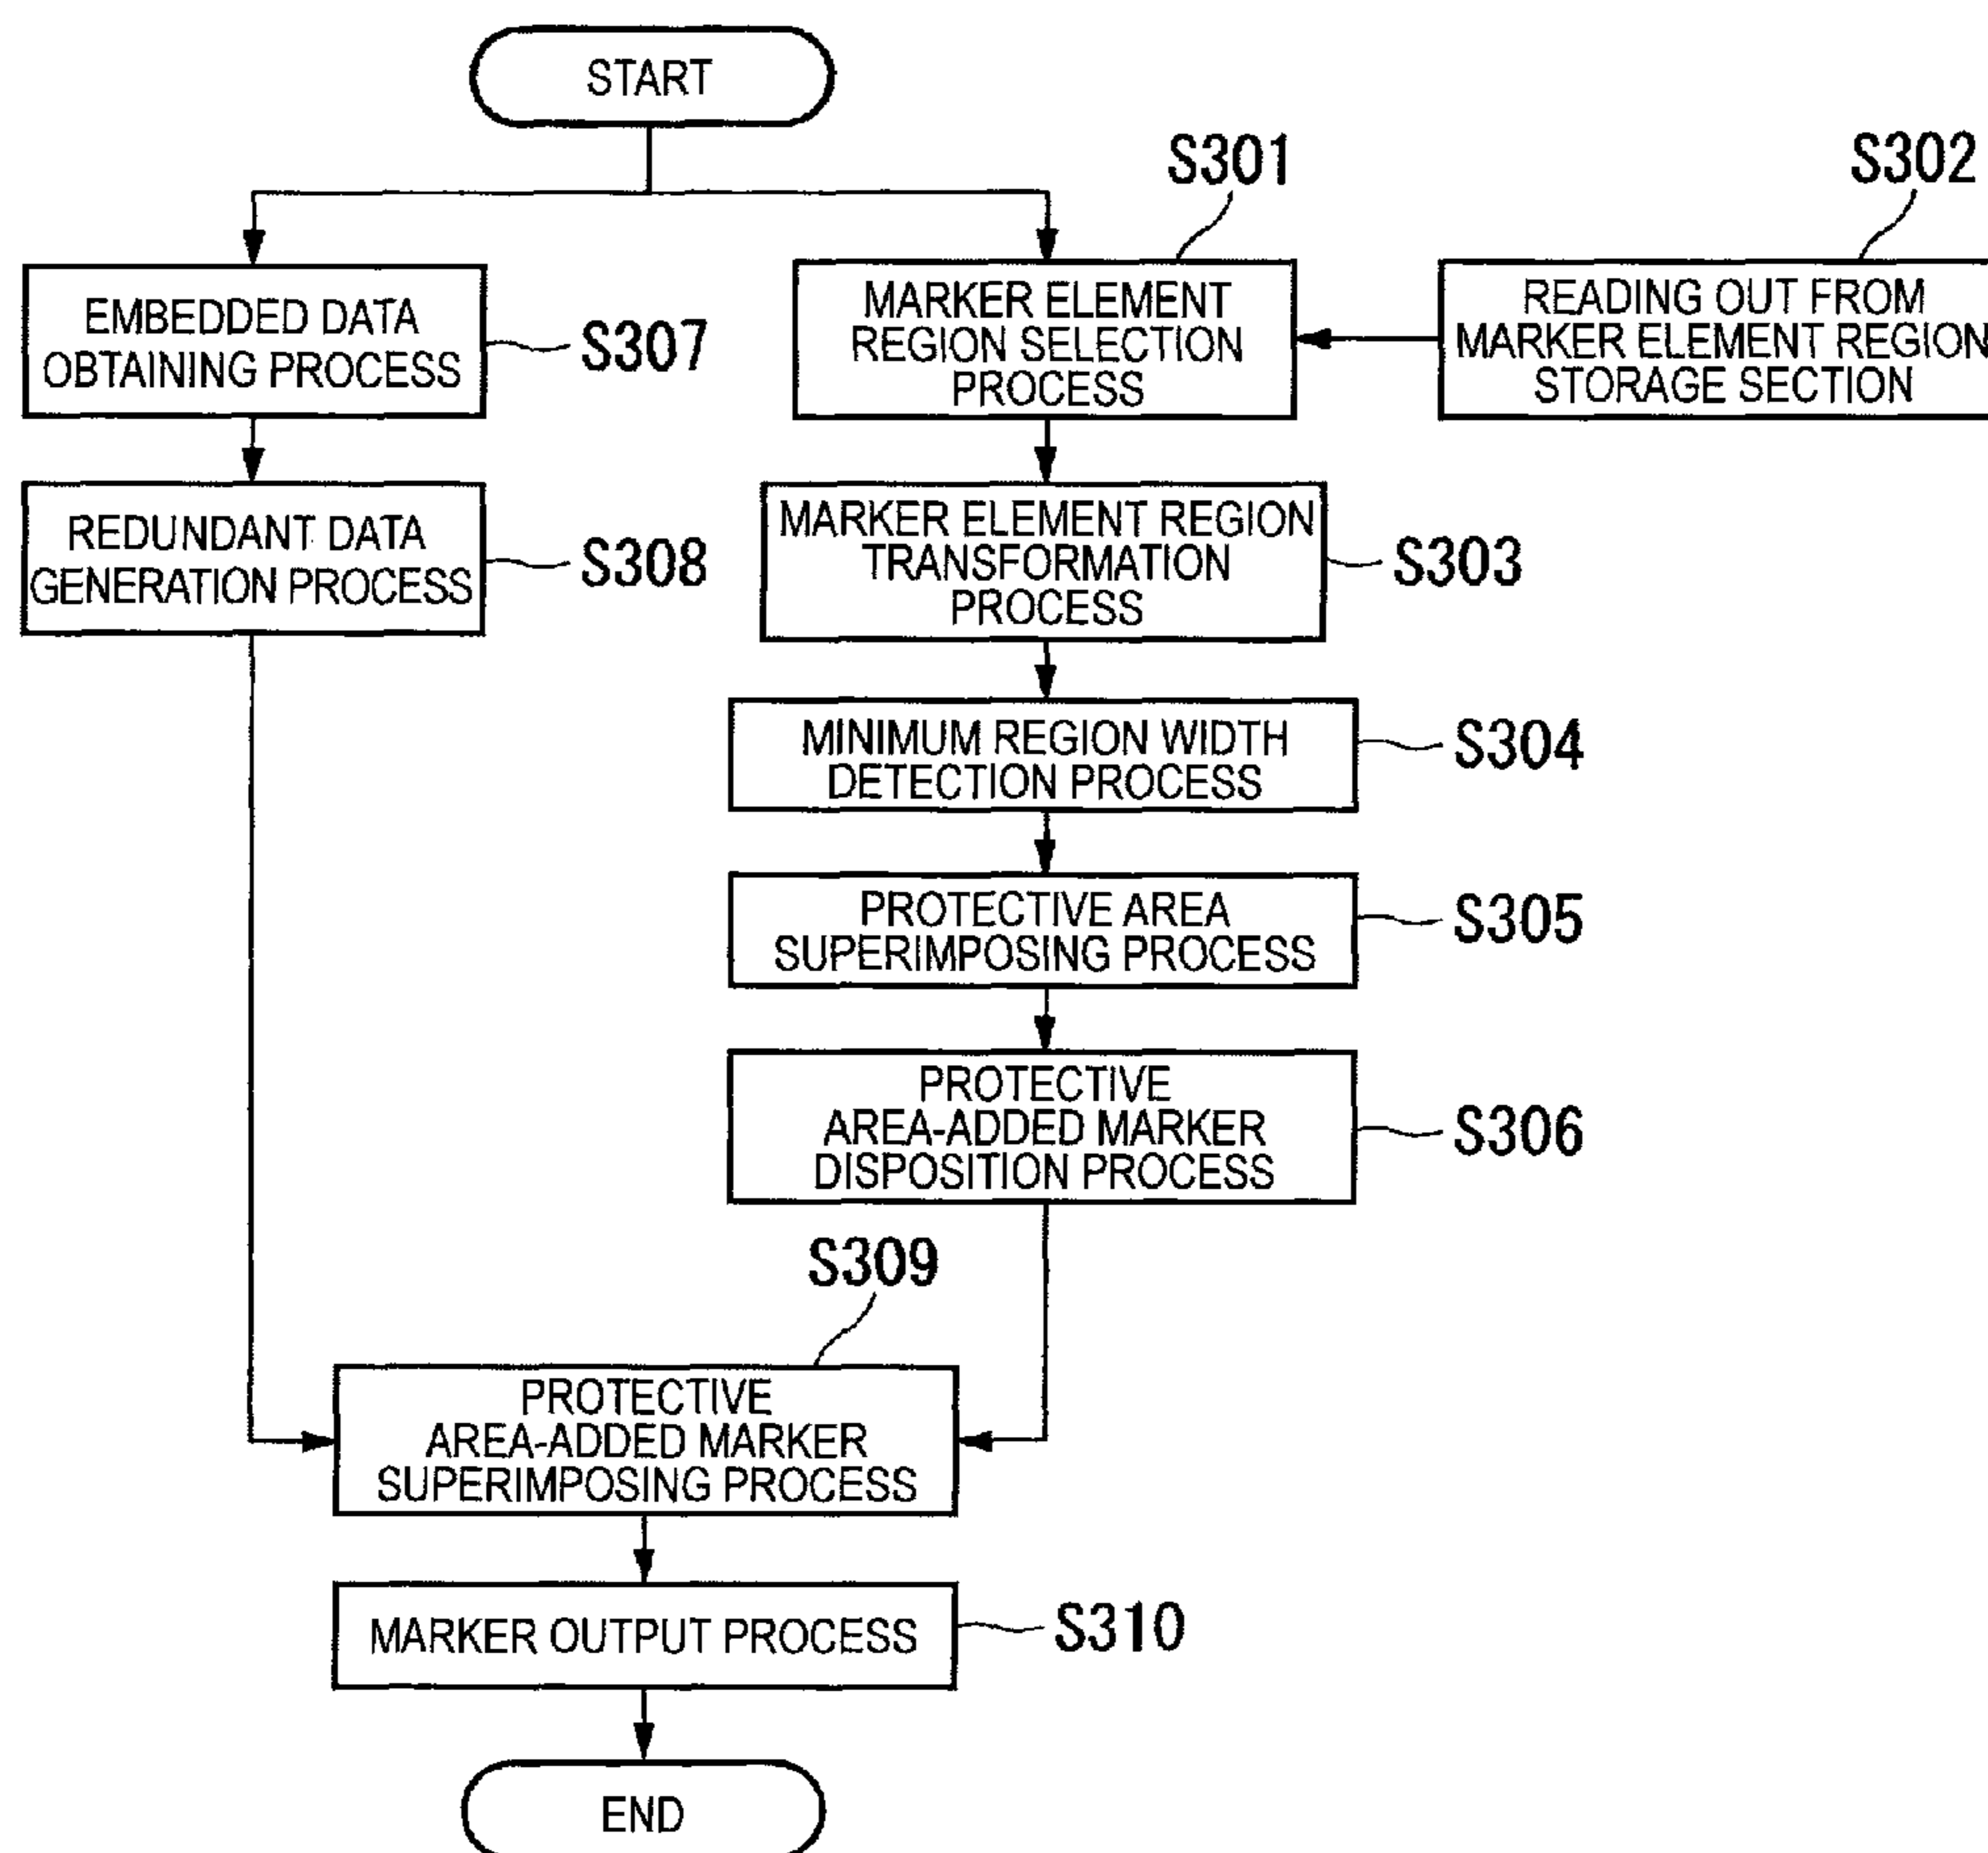 START
S301
S302
EMBEDDED DATA
OBTAINING PROCESS
S307
MARKER ELEMENT
REGION SELECTION
PROCESS
READING OUT FROM
MARKER ELEMENT REGION
STORAGE SECTION
REDUNDANT DATA
GENERATION PROCESS
S308
MARKER ELEMENT REGION
TRANSFORMATION
PROCESS
S303
MINIMUM REGION WIDTH
DETECTION PROCESS
S304
PROTECTIVE AREA
SUPERIMPOSING PROCESS
S305
PROTECTIVE
AREA-ADDED MARKER
DISPOSITION PROCESS
S306
S309
PROTECTIVE
AREA-ADDED MARKER
SUPERIMPOSING PROCESS
MARKER OUTPUT PROCESS
S310
END